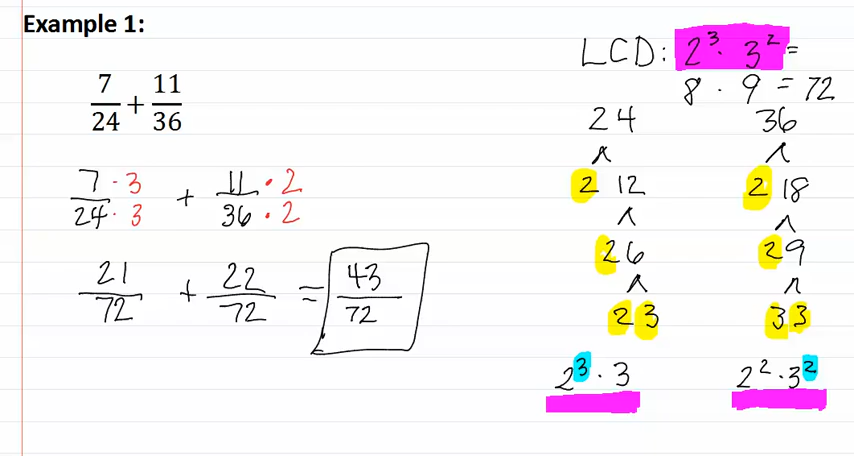 Example 1:
7/24 + 11/36
7·3/24·3 + 11·2/36·2
21/72 + 22/72 = 43/72
LCD: 2³· 3² =
8 · 9 = 72
24 36
2 12 2 18
2 6 2 9
2 3 3 3
2³ · 3 2² · 3²